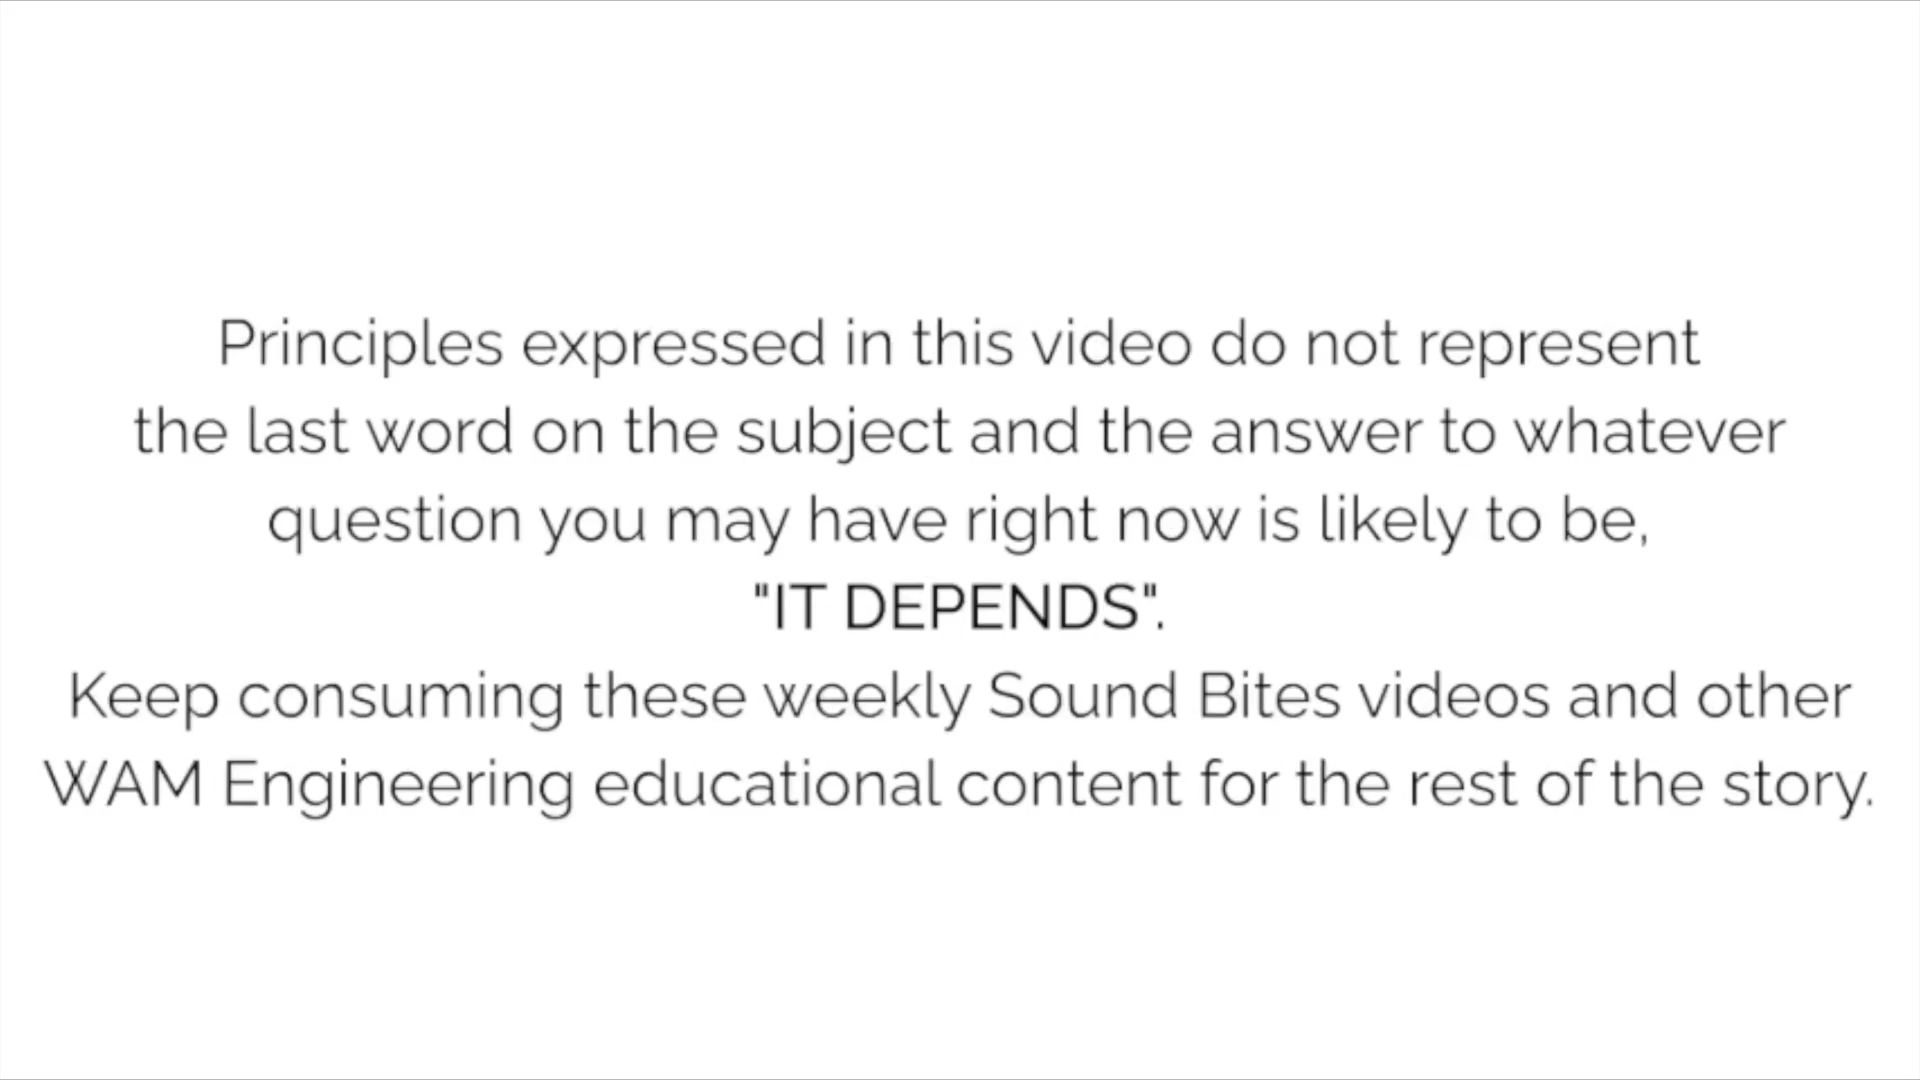 Principles expressed in this video do not represent
the last word on the subject and the answer to whatever
question you may have right now is likely to be,
"IT DEPENDS".
Keep consuming these weekly Sound Bites videos and other
WAM Engineering educational content for the rest of the story.